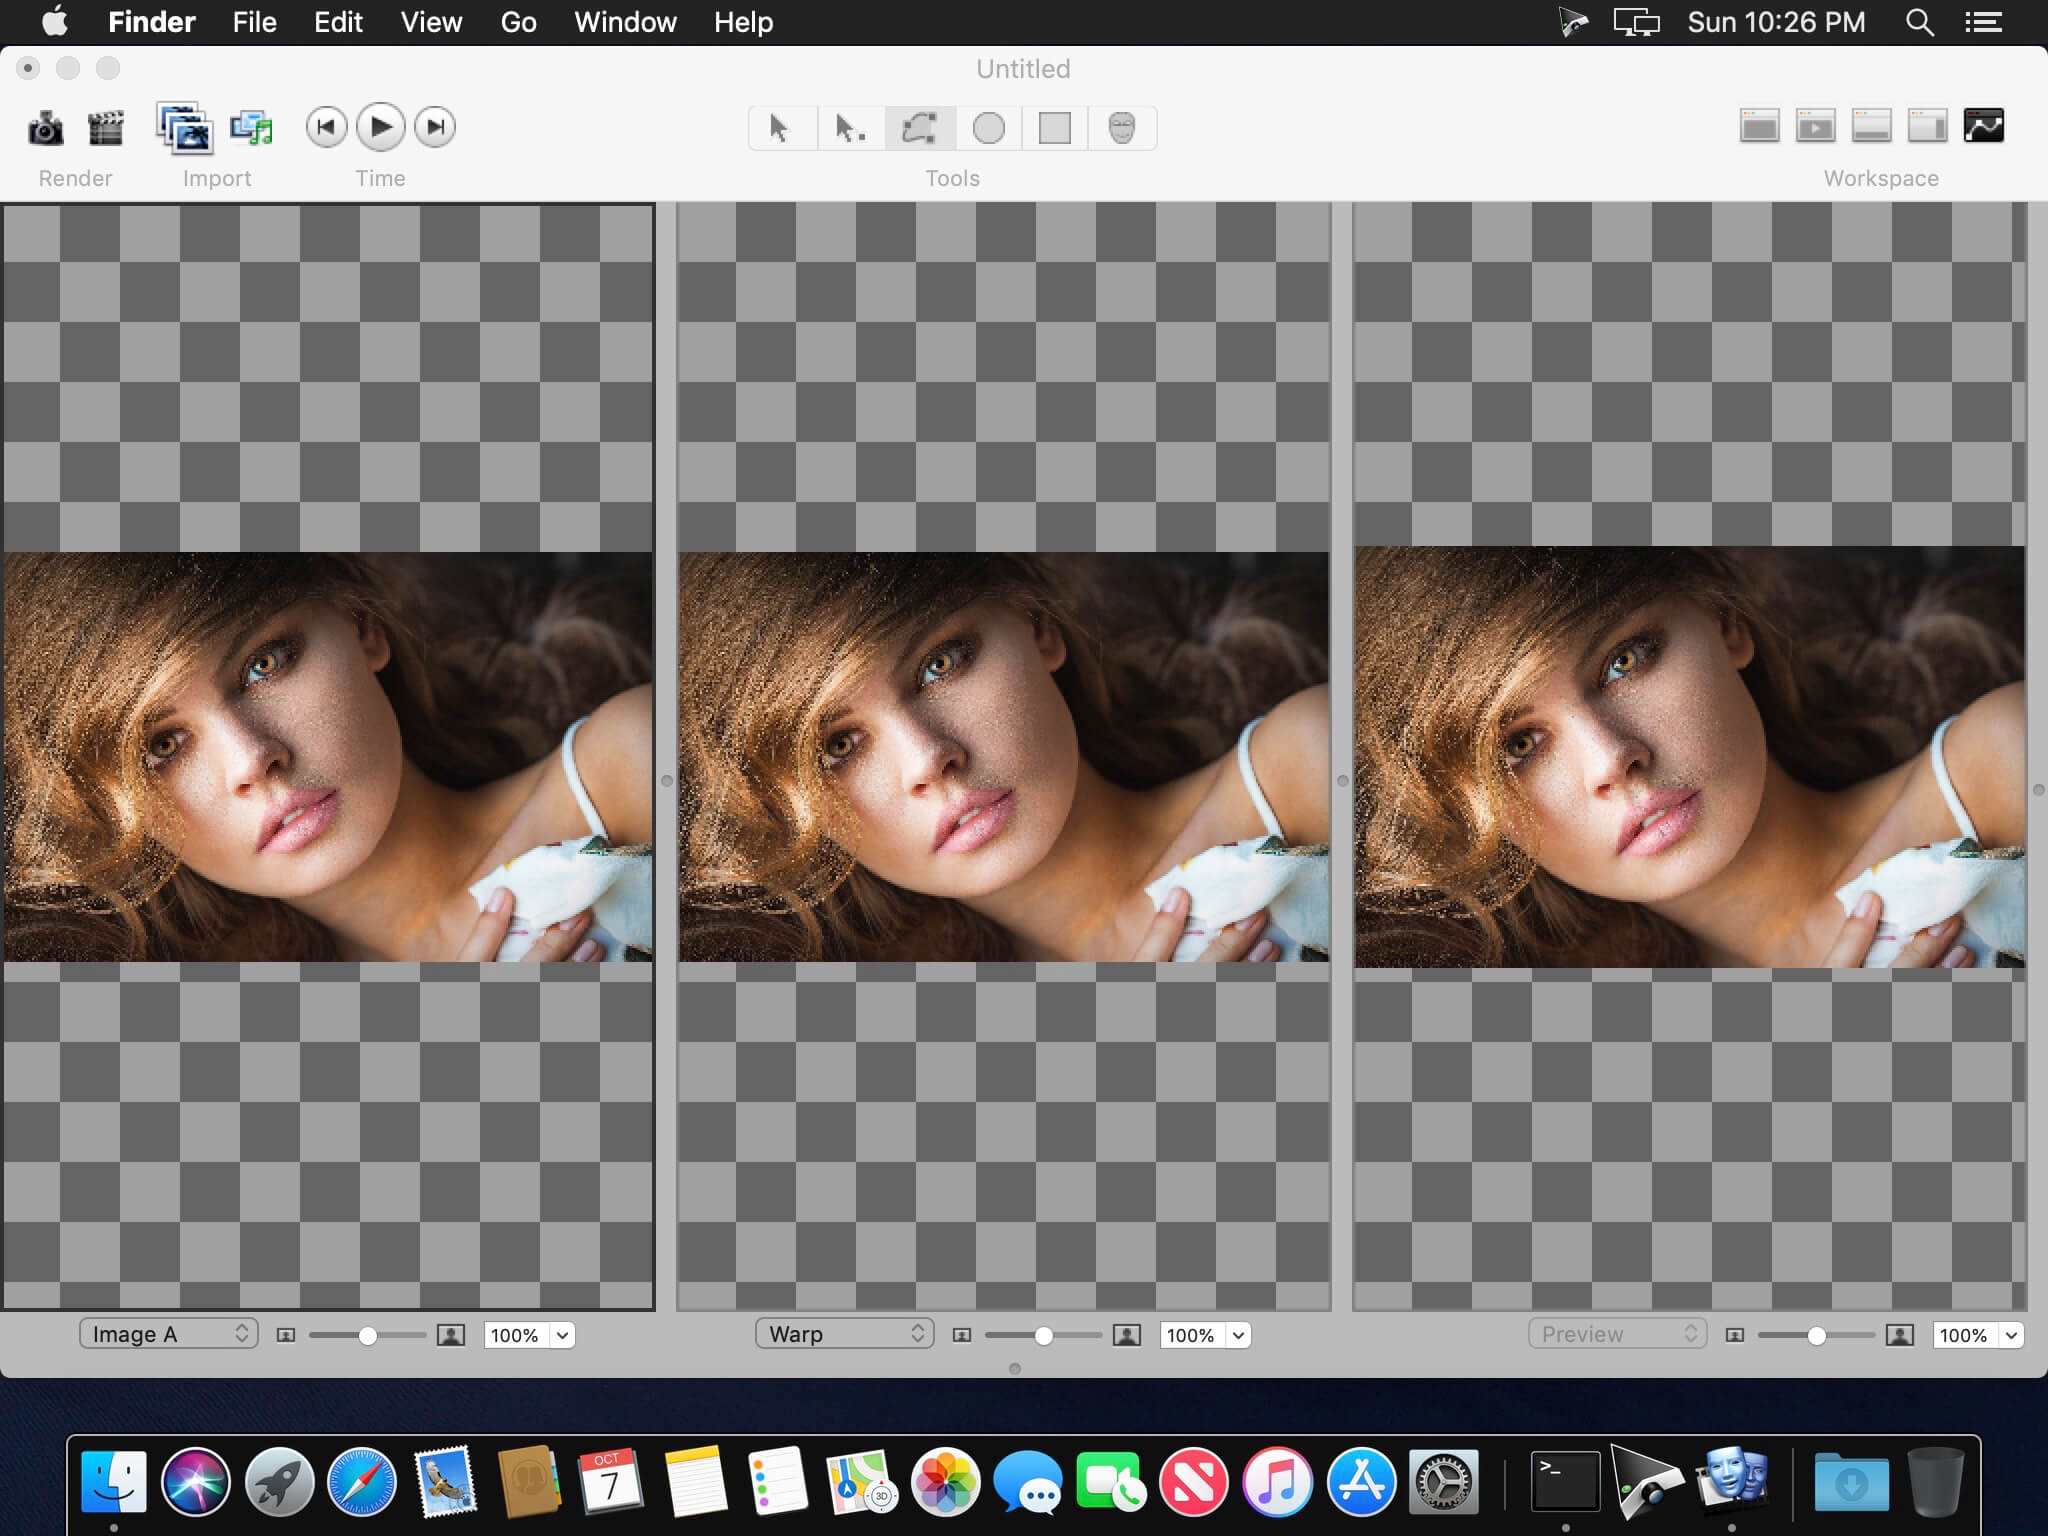 Finder File Edit View Go Window Help Sun 10:26 PM
Untitled
Render Import Time Tools Workspace
Image A 100% Warp 100% Preview 100%
OCT
7
3D
>_